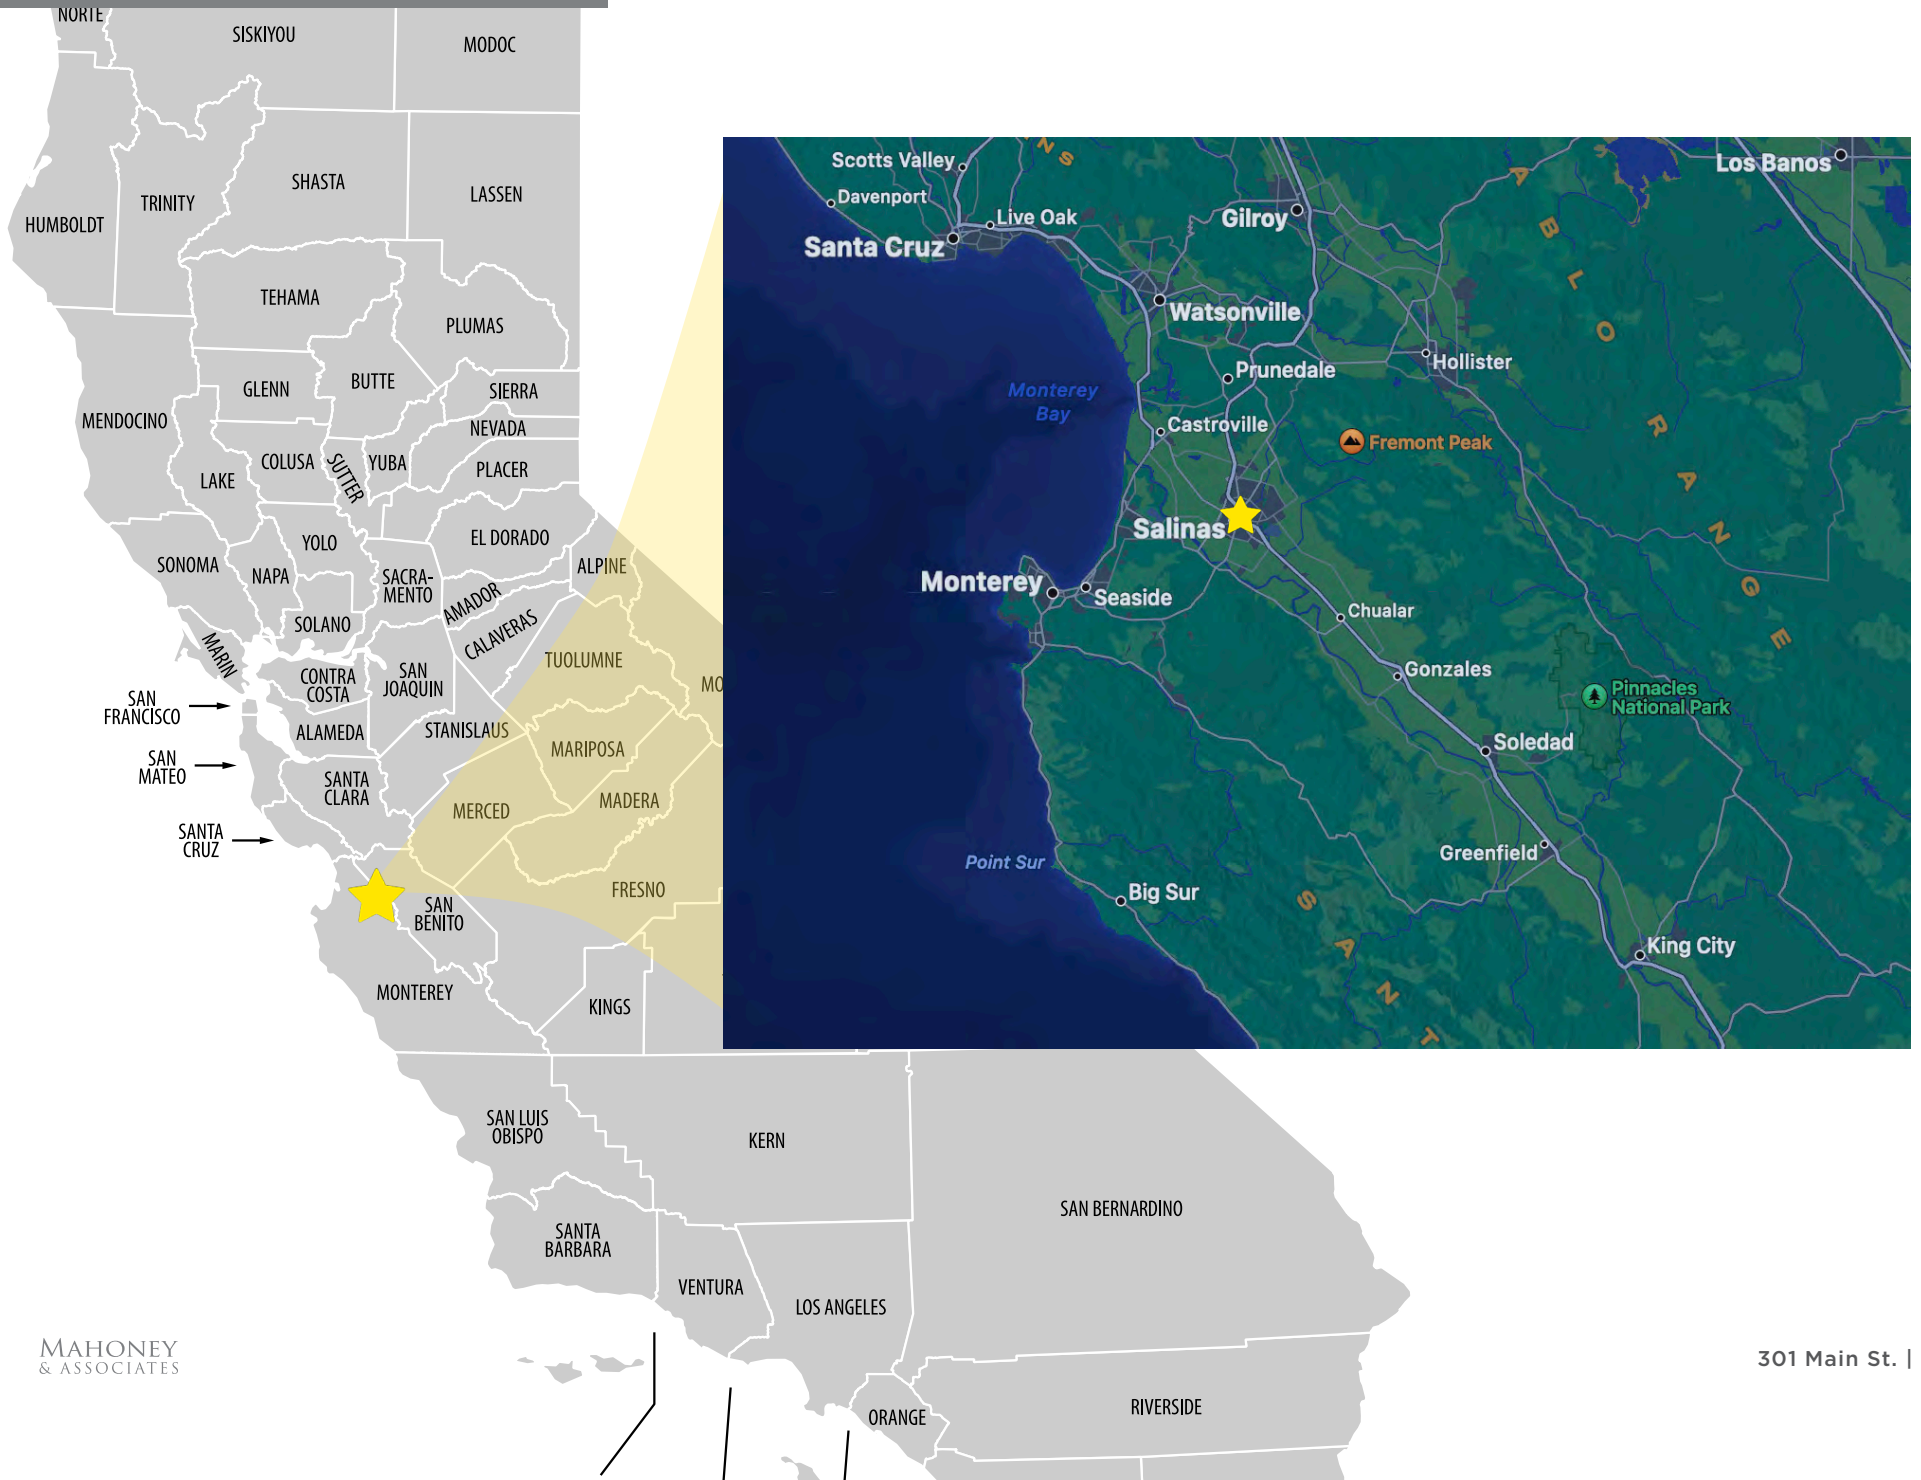 NORTE
SISKIYOU
MODOC
SHASTA
LASSEN
TRINITY
HUMBOLDT
TEHAMA
PLUMAS
BUTTE
GLENN
SIERRA
MENDOCINO
NEVADA
COLUSA
SUTTER
YUBA
PLACER
LAKE
EL DORADO
YOLO
SONOMA
NAPA
SACRA-
MENTO
ALPINE
AMADOR
SOLANO
CALAVERAS
MARIN
TUOLUMNE
CONTRA
COSTA
SAN
JOAQUIN
MO
SAN
FRANCISCO
ALAMEDA
STANISLAUS
MARIPOSA
SAN
MATEO
SANTA
CLARA
MERCED
MADERA
SANTA
CRUZ
FRESNO
SAN
BENITO
MONTEREY
KINGS
SAN LUIS
OBISPO
KERN
SAN BERNARDINO
SANTA
BARBARA
VENTURA
LOS ANGELES
ORANGE
RIVERSIDE
Scotts Valley
NS
Los Banos
Davenport
Live Oak
Gilroy
Santa Cruz
Watsonville
Prunedale
Hollister
Monterey
Bay
Castroville
Fremont Peak
Salinas
Monterey
Seaside
Chualar
Gonzales
Pinnacles
National Park
Soledad
Greenfield
Point Sur
Big Sur
King City
ABLO RANGE
SANT
MAHONEY
& ASSOCIATES
301 Main St. |